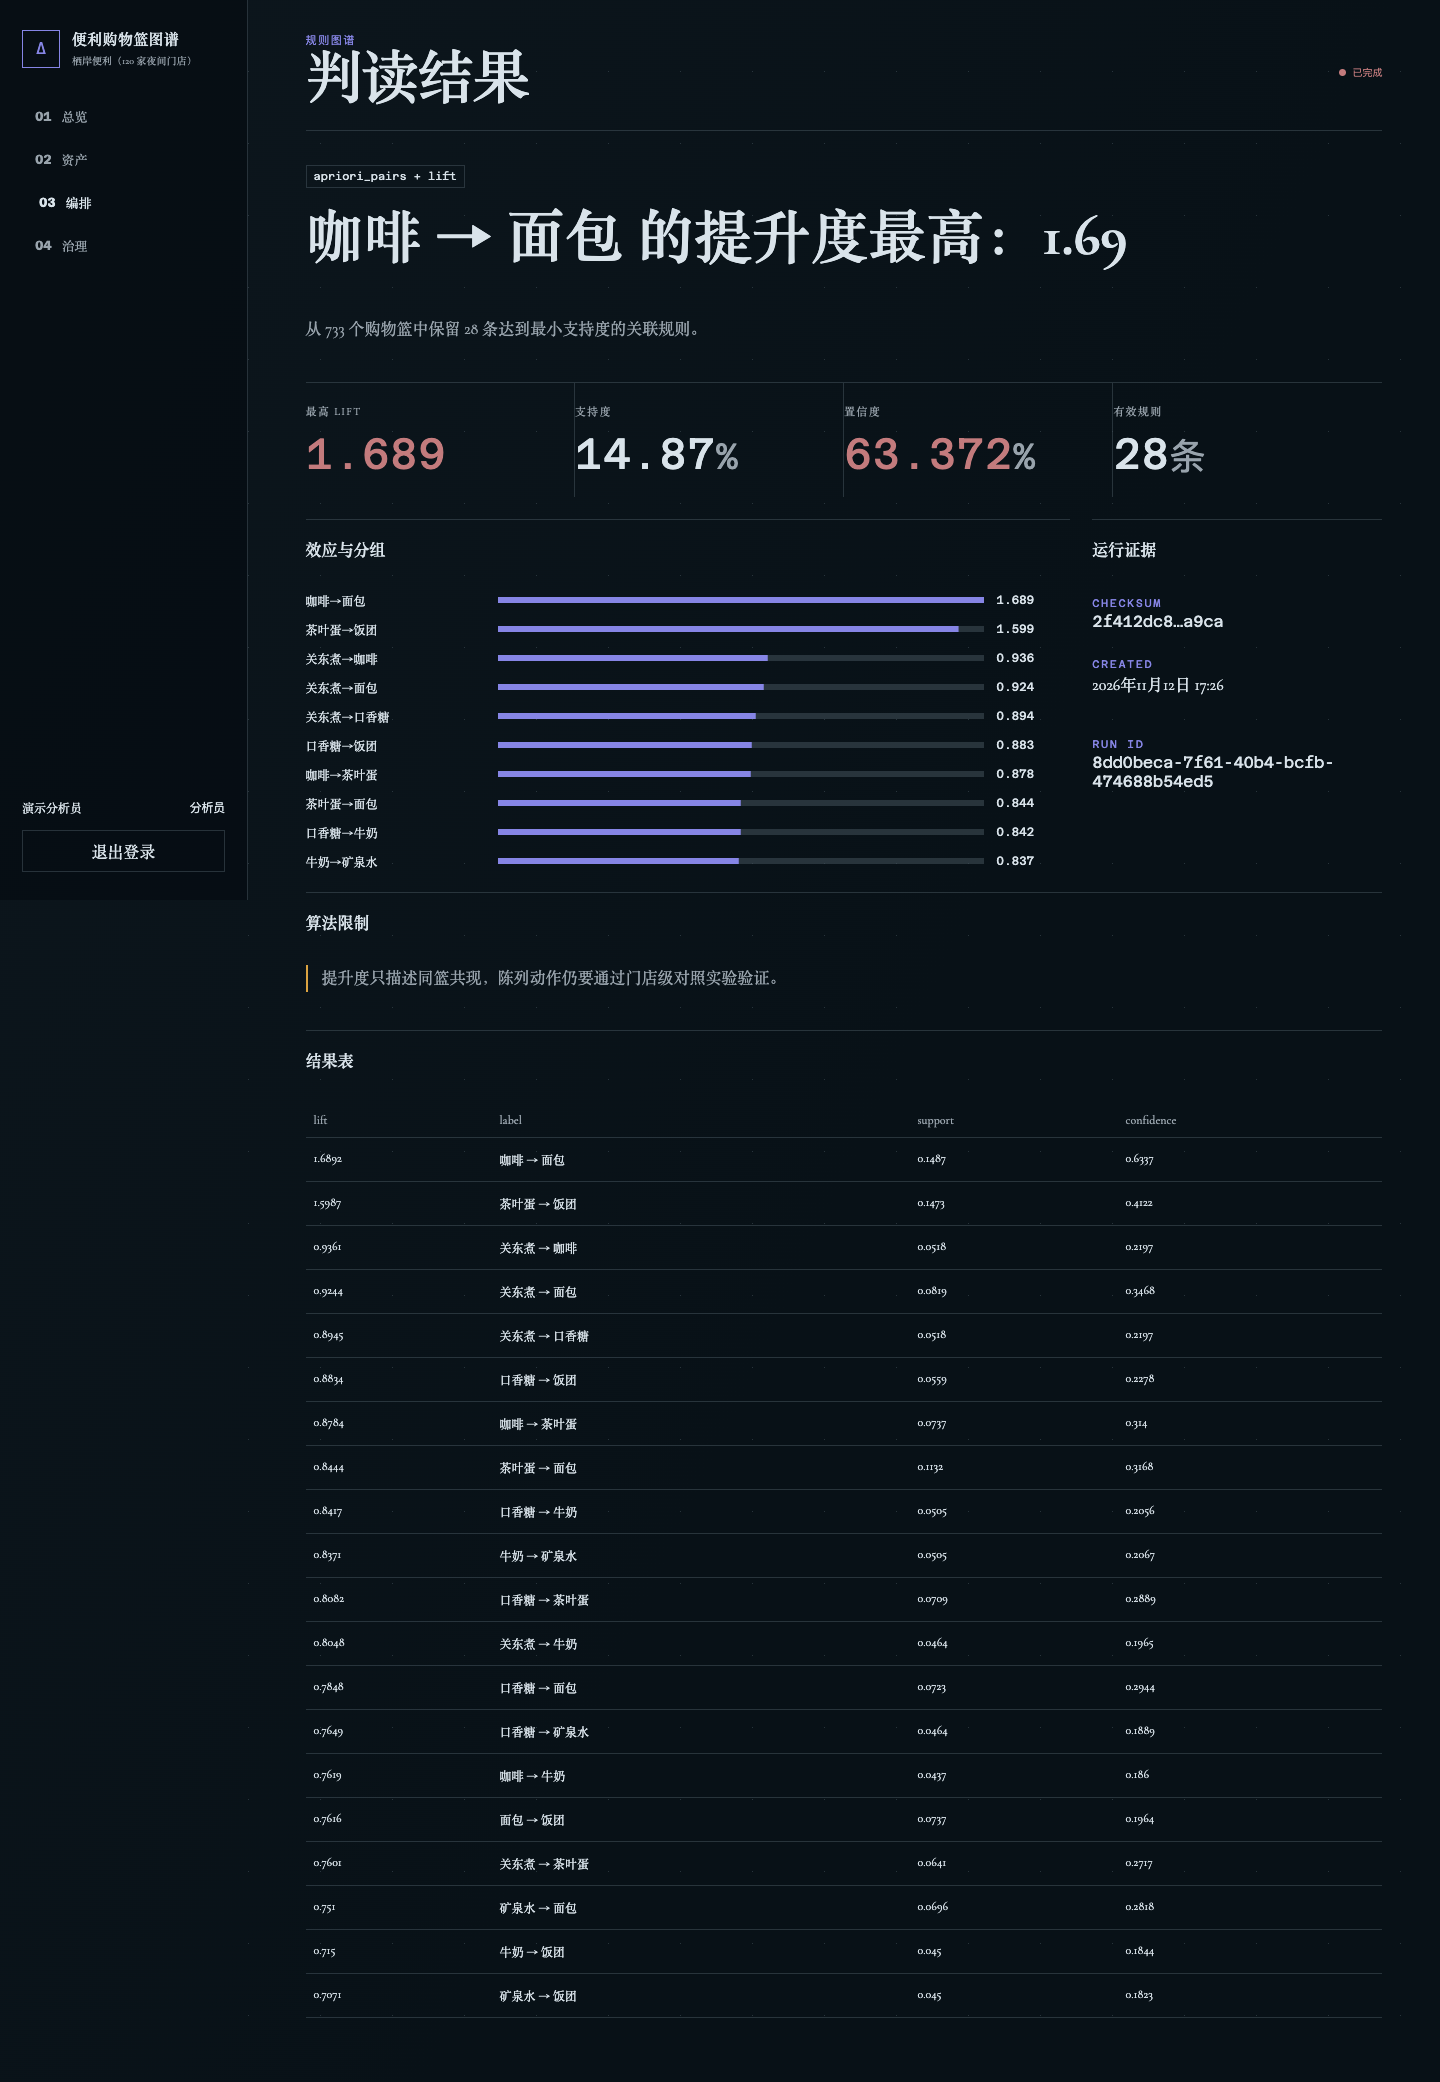 Δ
便利购物篮图谱
栖岸便利（120 家夜间门店）
01 总览
02 资产
03 编排
04 治理
演示分析员 分析员
退出登录
规则图谱
判读结果
已完成
apriori_pairs + lift
咖啡 → 面包 的提升度最高：1.69
从 733 个购物篮中保留 28 条达到最小支持度的关联规则。
最高 LIFT
1.689
支持度
14.87%
置信度
63.372%
有效规则
28条
效应与分组
咖啡→面包 1.689
茶叶蛋→饭团 1.599
关东煮→咖啡 0.936
关东煮→面包 0.924
关东煮→口香糖 0.894
口香糖→饭团 0.883
咖啡→茶叶蛋 0.878
茶叶蛋→面包 0.844
口香糖→牛奶 0.842
牛奶→矿泉水 0.837
运行证据
CHECKSUM
2f412dc8…a9ca
CREATED
2026年11月12日 17:26
RUN ID
8dd0beca-7f61-40b4-bcfb-
474688b54ed5
算法限制
提升度只描述同篮共现，陈列动作仍要通过门店级对照实验验证。
结果表
lift label support confidence
1.6892 咖啡 → 面包 0.1487 0.6337
1.5987 茶叶蛋 → 饭团 0.1473 0.4122
0.9361 关东煮 → 咖啡 0.0518 0.2197
0.9244 关东煮 → 面包 0.0819 0.3468
0.8945 关东煮 → 口香糖 0.0518 0.2197
0.8834 口香糖 → 饭团 0.0559 0.2278
0.8784 咖啡 → 茶叶蛋 0.0737 0.314
0.8444 茶叶蛋 → 面包 0.1132 0.3168
0.8417 口香糖 → 牛奶 0.0505 0.2056
0.8371 牛奶 → 矿泉水 0.0505 0.2067
0.8082 口香糖 → 茶叶蛋 0.0709 0.2889
0.8048 关东煮 → 牛奶 0.0464 0.1965
0.7848 口香糖 → 面包 0.0723 0.2944
0.7649 口香糖 → 矿泉水 0.0464 0.1889
0.7619 咖啡 → 牛奶 0.0437 0.186
0.7616 面包 → 饭团 0.0737 0.1964
0.7601 关东煮 → 茶叶蛋 0.0641 0.2717
0.751 矿泉水 → 面包 0.0696 0.2818
0.715 牛奶 → 饭团 0.045 0.1844
0.7071 矿泉水 → 饭团 0.045 0.1823